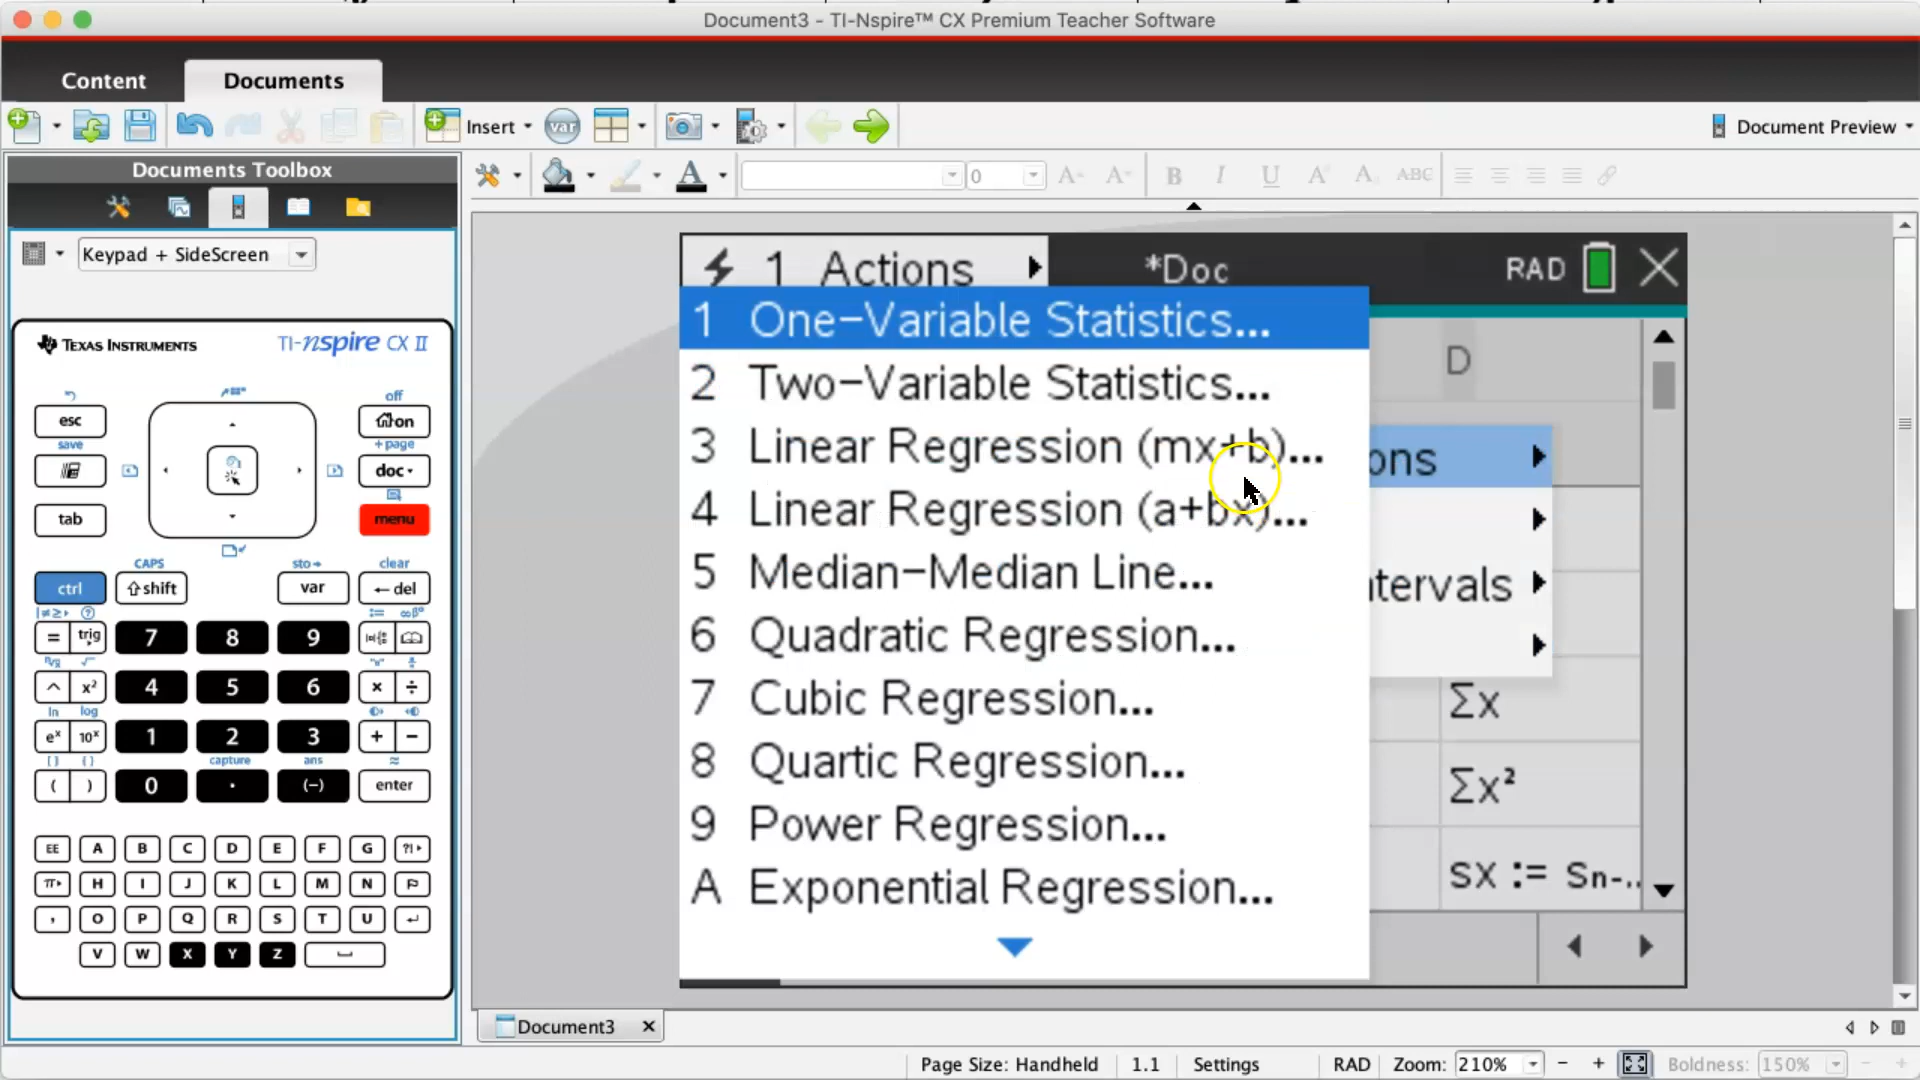 Document3 - TI-Nspire™ CX Premium Teacher Software
Content
Documents
Insert
var
Document Preview
Documents Toolbox
0
B I U A A ABC
Keypad + SideScreen
TEXAS INSTRUMENTS TI-nspire CX II
off
esc
on
save
+ page
doc
tab
menu
CAPS sto→ clear
ctrl shift var ←del
= trig 7 8 9
^ x² 4 5 6 × ÷
ln log
eˣ 10ˣ 1 2 3 + −
[] {} capture ans ≈
( ) 0 . (−) enter
EE A B C D E F G ?!▸
π▸ H I J K L M N
, O P Q R S T U ↵
V W X Y Z
1 Actions
*Doc
RAD
1 One–Variable Statistics...
2 Two–Variable Statistics...
3 Linear Regression (mx+b)...
4 Linear Regression (a+bx)...
5 Median–Median Line...
6 Quadratic Regression...
7 Cubic Regression...
8 Quartic Regression...
9 Power Regression...
A Exponential Regression...
D
ons
tervals
Σx
Σx²
sx := sn-..
Document3
Page Size: Handheld 1.1 Settings RAD Zoom: 210% − + Boldness: 150% − +